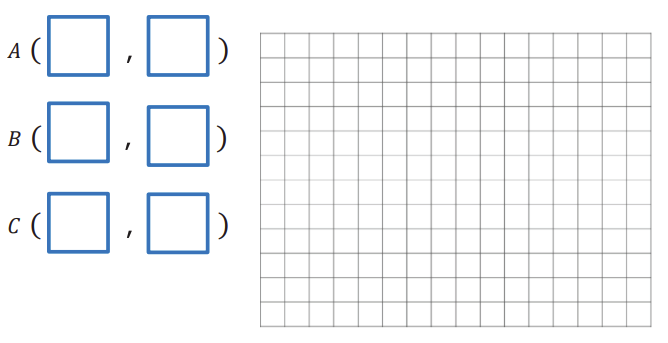 A ( , )
B ( , )
C ( , )